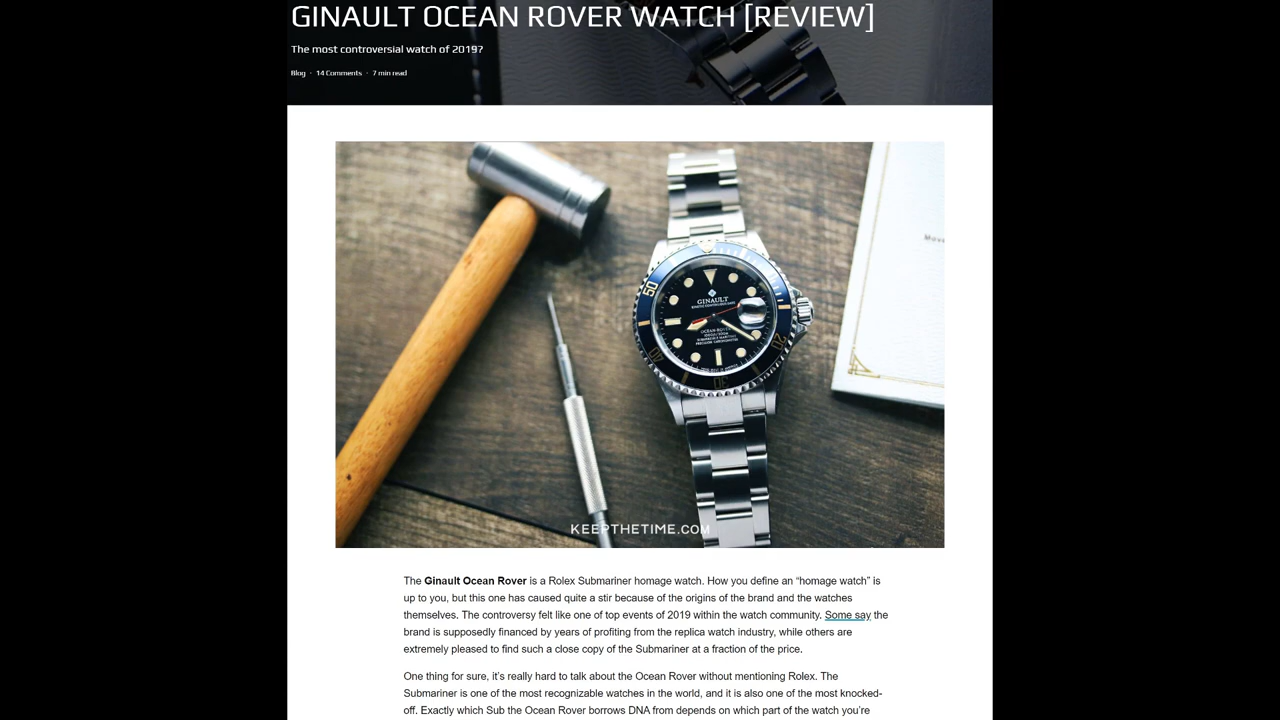 GINAULT OCEAN ROVER WATCH [REVIEW]
The most controversial watch of 2019?
Blog · 14 Comments · 7 min read
50
GINAULT
OCEAN-ROVER
20
30
40
KEEPTHETIME.COM
The Ginault Ocean Rover is a Rolex Submariner homage watch. How you define an “homage watch” is
up to you, but this one has caused quite a stir because of the origins of the brand and the watches
themselves. The controversy felt like one of top events of 2019 within the watch community. Some say the
brand is supposedly financed by years of profiting from the replica watch industry, while others are
extremely pleased to find such a close copy of the Submariner at a fraction of the price.
One thing for sure, it’s really hard to talk about the Ocean Rover without mentioning Rolex. The
Submariner is one of the most recognizable watches in the world, and it is also one of the most knocked-
off. Exactly which Sub the Ocean Rover borrows DNA from depends on which part of the watch you’re